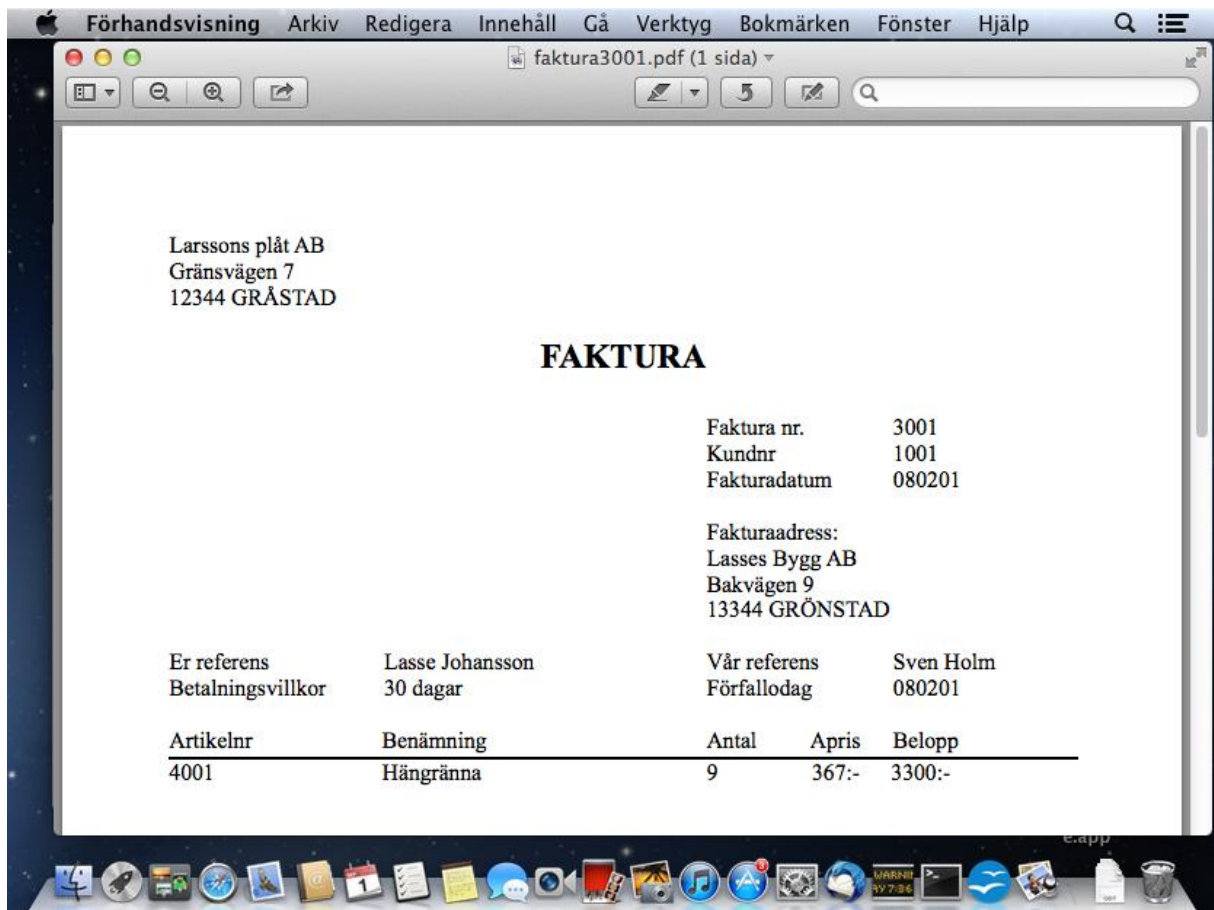 Förhandsvisning Arkiv Redigera Innehåll Gå Verktyg Bokmärken Fönster Hjälp
faktura3001.pdf (1 sida)
Larssons plåt AB
Gränsvägen 7
12344 GRÅSTAD
FAKTURA
Faktura nr. 3001
Kundnr 1001
Fakturadatum 080201
Fakturaadress:
Lasses Bygg AB
Bakvägen 9
13344 GRÖNSTAD
Er referens Lasse Johansson Vår referens Sven Holm
Betalningsvillkor 30 dagar Förfallodag 080201
Artikelnr Benämning Antal Apris Belopp
4001 Hängränna 9 367:- 3300:-
e.app
1
3